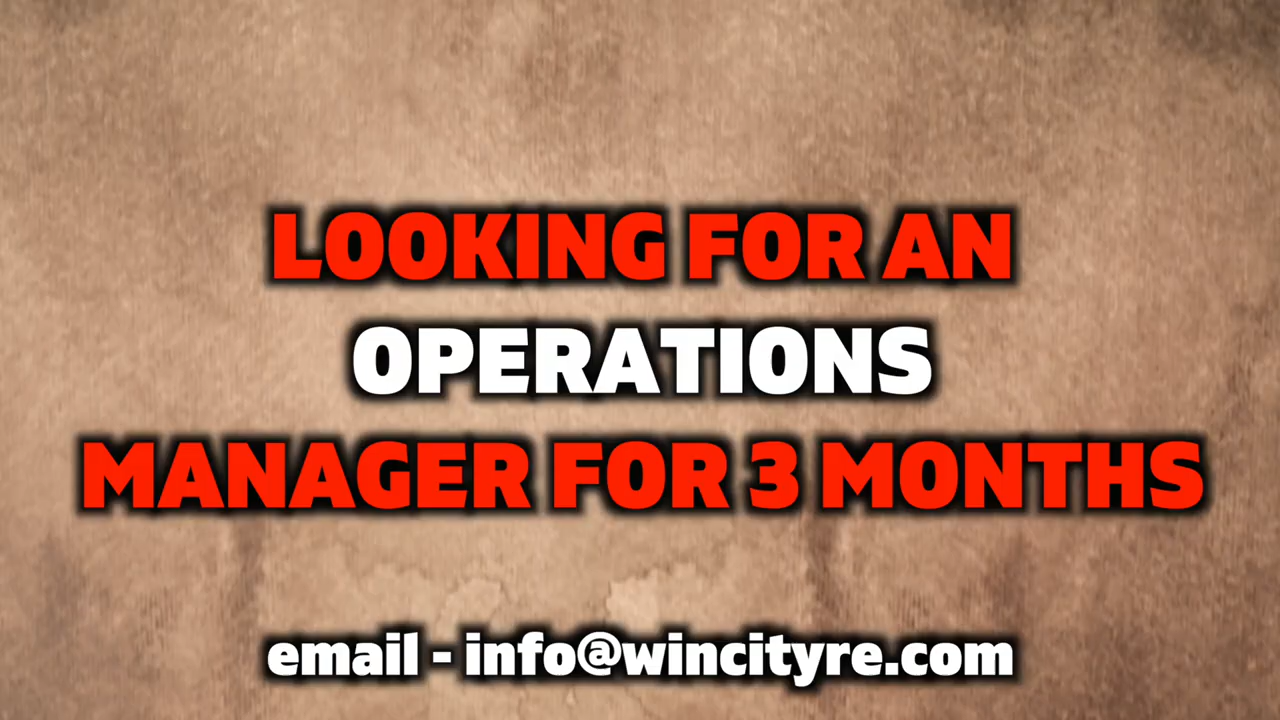 LOOKING FOR AN
OPERATIONS
MANAGER FOR 3 MONTHS
email - info@wincityre.com